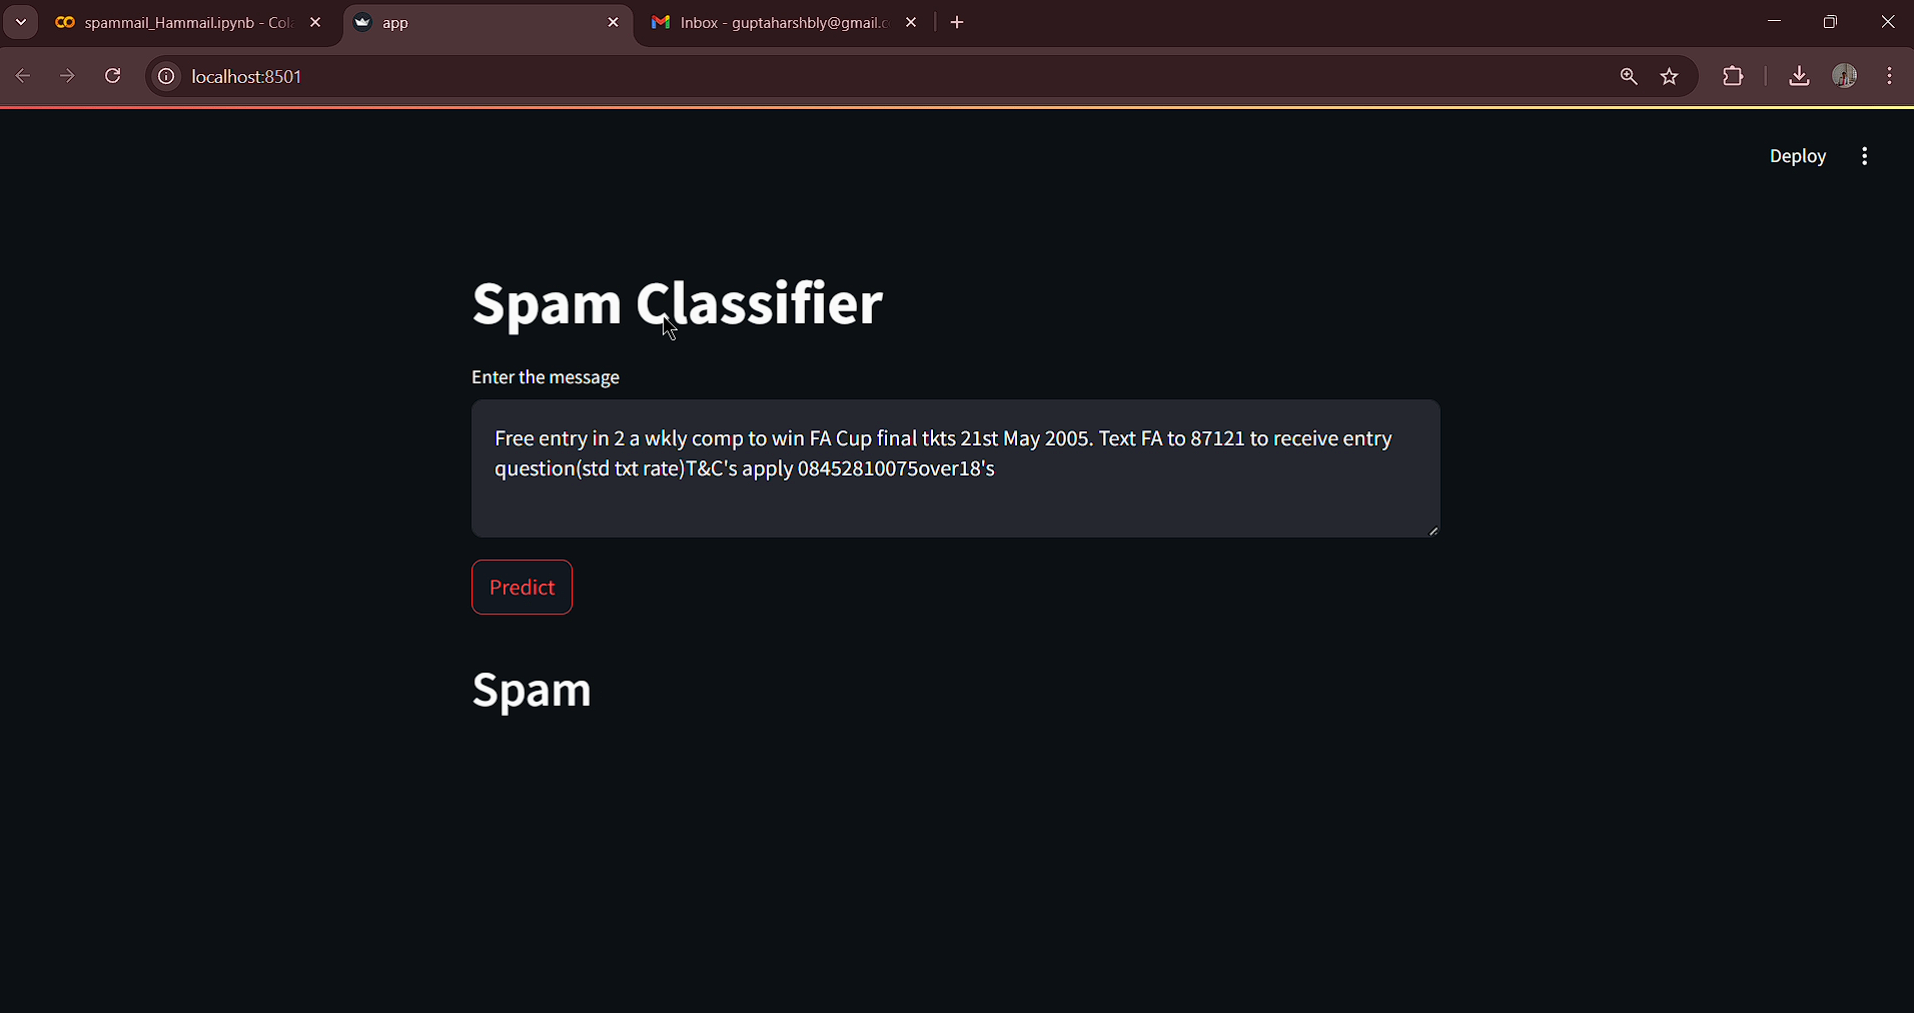 spammail_Hammail.ipynb - Col
app
Inbox - guptaharshbly@gmail.c
localhost:8501
Deploy
Spam Classifier
Enter the message
Free entry in 2 a wkly comp to win FA Cup final tkts 21st May 2005. Text FA to 87121 to receive entry
question(std txt rate)T&C's apply 08452810075over18's
Predict
Spam